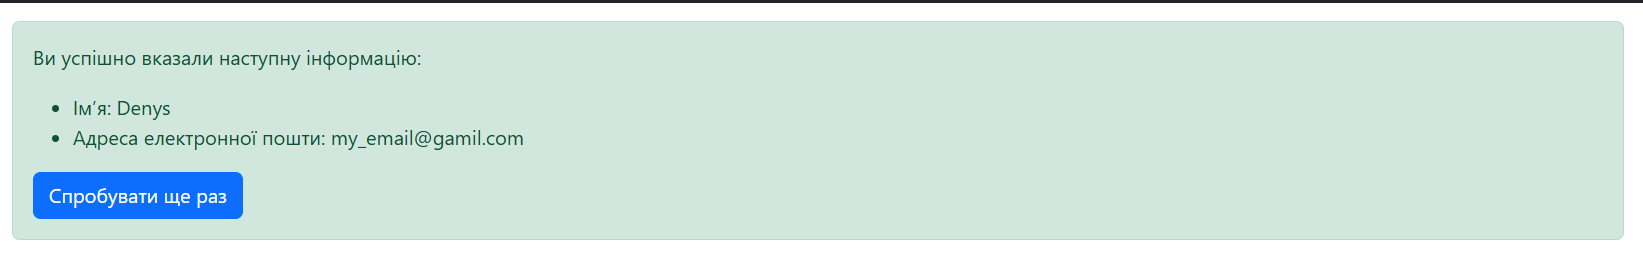 Ви успішно вказали наступну інформацію:
Ім’я: Denys
Адреса електронної пошти: my_email@gamil.com
Спробувати ще раз